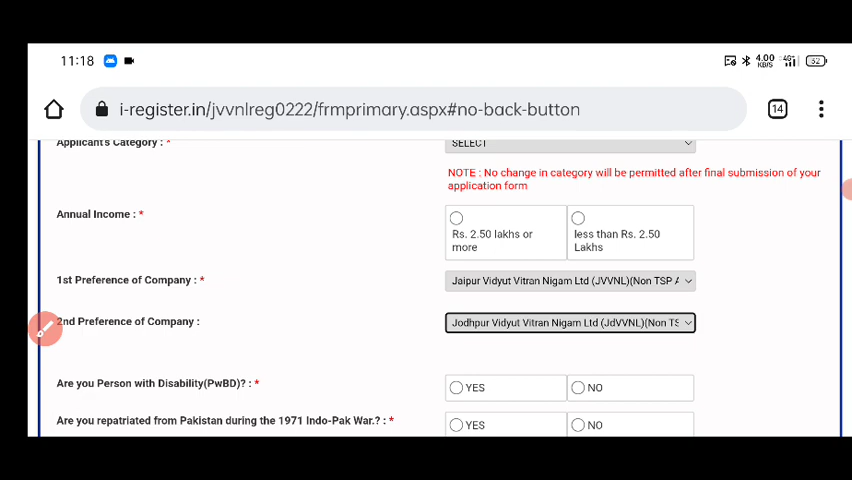 11:18
4.00 KB/S 4G+ 32
i-register.in/jvvnlreg0222/frmprimary.aspx#no-back-button
14
Applicant's Category : * SELECT
NOTE : No change in category will be permitted after final submission of your
application form
Annual Income : *
Rs. 2.50 lakhs or
more
less than Rs. 2.50
Lakhs
1st Preference of Company : * Jaipur Vidyut Vitran Nigam Ltd (JVVNL)(Non TSP A
2nd Preference of Company : Jodhpur Vidyut Vitran Nigam Ltd (JdVVNL)(Non TS
Are you Person with Disability(PwBD)? : * YES NO
Are you repatriated from Pakistan during the 1971 Indo-Pak War.? : * YES NO